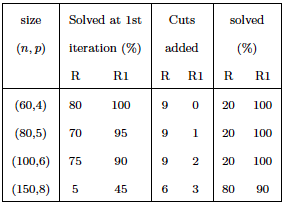 size Solved at 1st Cuts solved
(n, p) iteration (%) added (%)
R R1 R R1 R R1
(60,4) 80 100 9 0 20 100
(80,5) 70 95 9 1 20 100
(100,6) 75 90 9 2 20 100
(150,8) 5 45 6 3 80 90